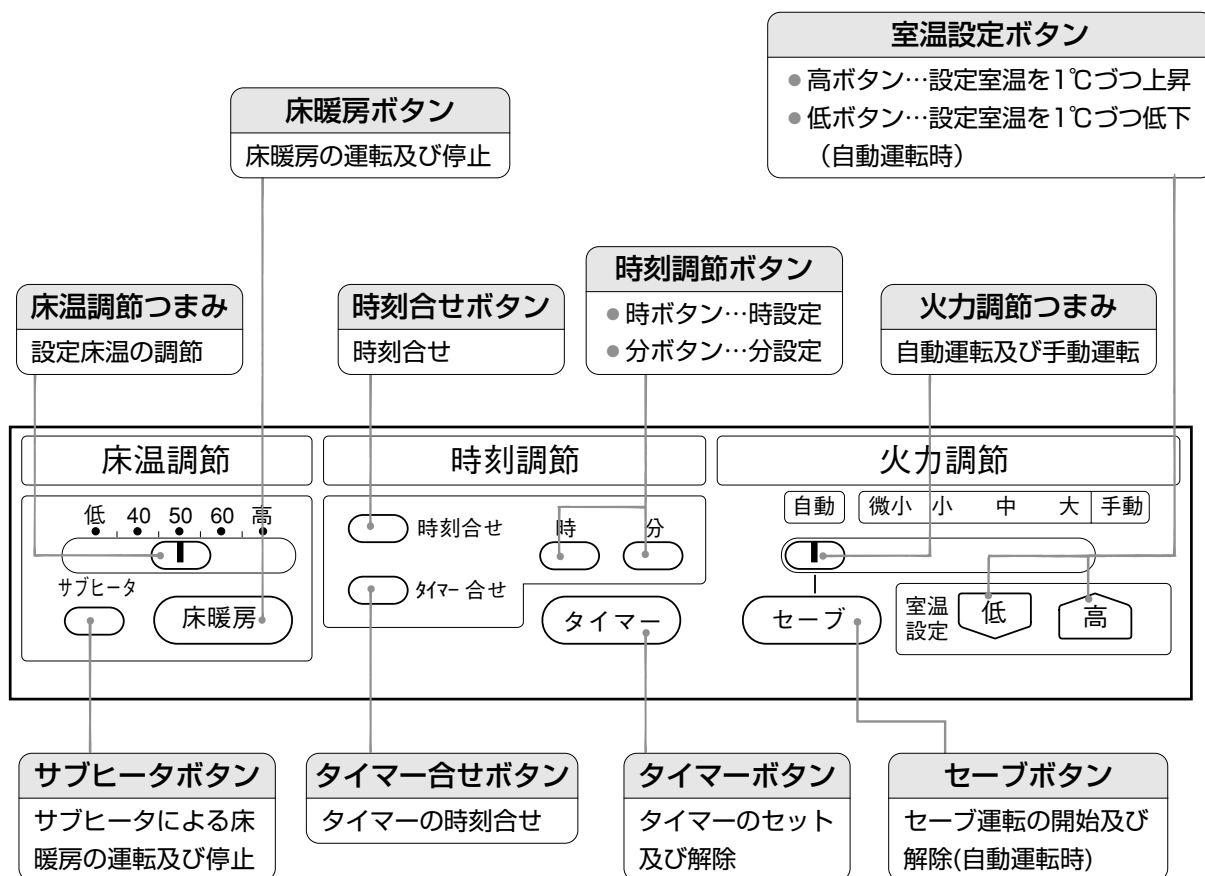 室温設定ボタン
●高ボタン…設定室温を1℃づつ上昇
●低ボタン…設定室温を1℃づつ低下
(自動運転時)
床暖房ボタン
床暖房の運転及び停止
時刻調節ボタン
●時ボタン…時設定
●分ボタン…分設定
床温調節つまみ
設定床温の調節
時刻合せボタン
時刻合せ
火力調節つまみ
自動運転及び手動運転
床温調節
時刻調節
火力調節
低 40 50 60 高
サブヒータ
床暖房
時刻合せ
時 分
タイマー合せ
タイマー
自動 微小 小 中 大 手動
セーブ
室温
設定
低
高
サブヒータボタン
サブヒータによる床
暖房の運転及び停止
タイマー合せボタン
タイマーの時刻合せ
タイマーボタン
タイマーのセット
及び解除
セーブボタン
セーブ運転の開始及び
解除(自動運転時)